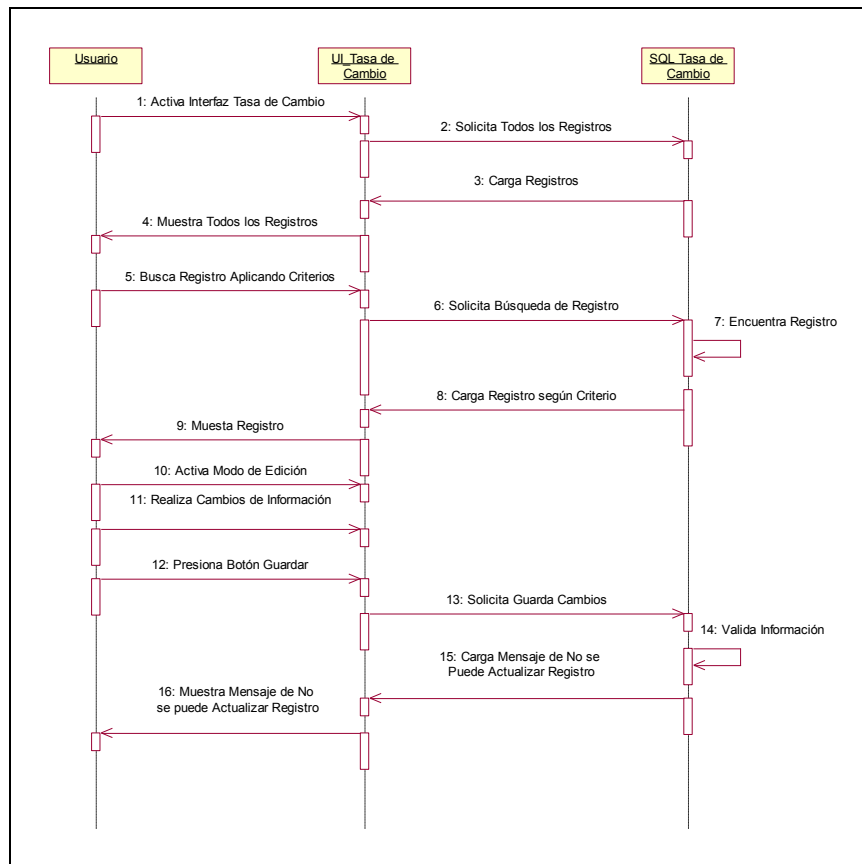 Usuario
UI_Tasa de
Cambio
SQL_Tasa de
Cambio
1: Activa Interfaz Tasa de Cambio
2: Solicita Todos los Registros
3: Carga Registros
4: Muestra Todos los Registros
5: Busca Registro Aplicando Criterios
6: Solicita Búsqueda de Registro
7: Encuentra Registro
8: Carga Registro según Criterio
9: Muesta Registro
10: Activa Modo de Edición
11: Realiza Cambios de Información
12: Presiona Botón Guardar
13: Solicita Guarda Cambios
14: Valida Información
15: Carga Mensaje de No se
Puede Actualizar Registro
16: Muestra Mensaje de No
se puede Actualizar Registro